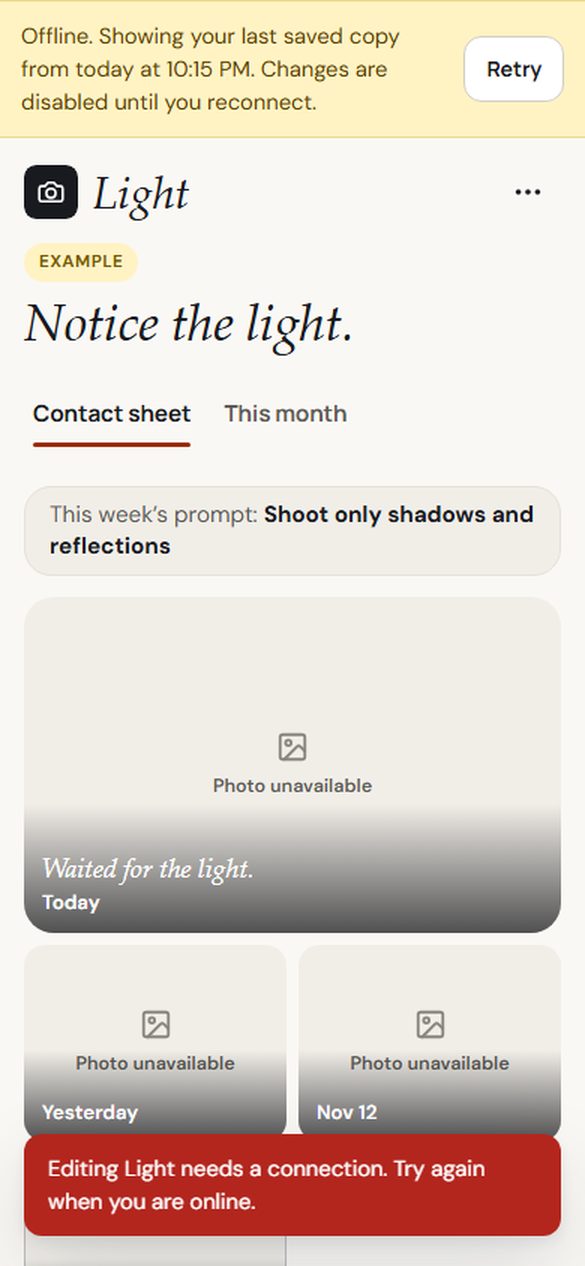 Offline. Showing your last saved copy
from today at 10:15 PM. Changes are
disabled until you reconnect.
Retry
Light
EXAMPLE
Notice the light.
Contact sheet
This month
This week’s prompt: Shoot only shadows and
reflections
Photo unavailable
Waited for the light.
Today
Photo unavailable
Photo unavailable
Yesterday
Nov 12
Editing Light needs a connection. Try again
when you are online.